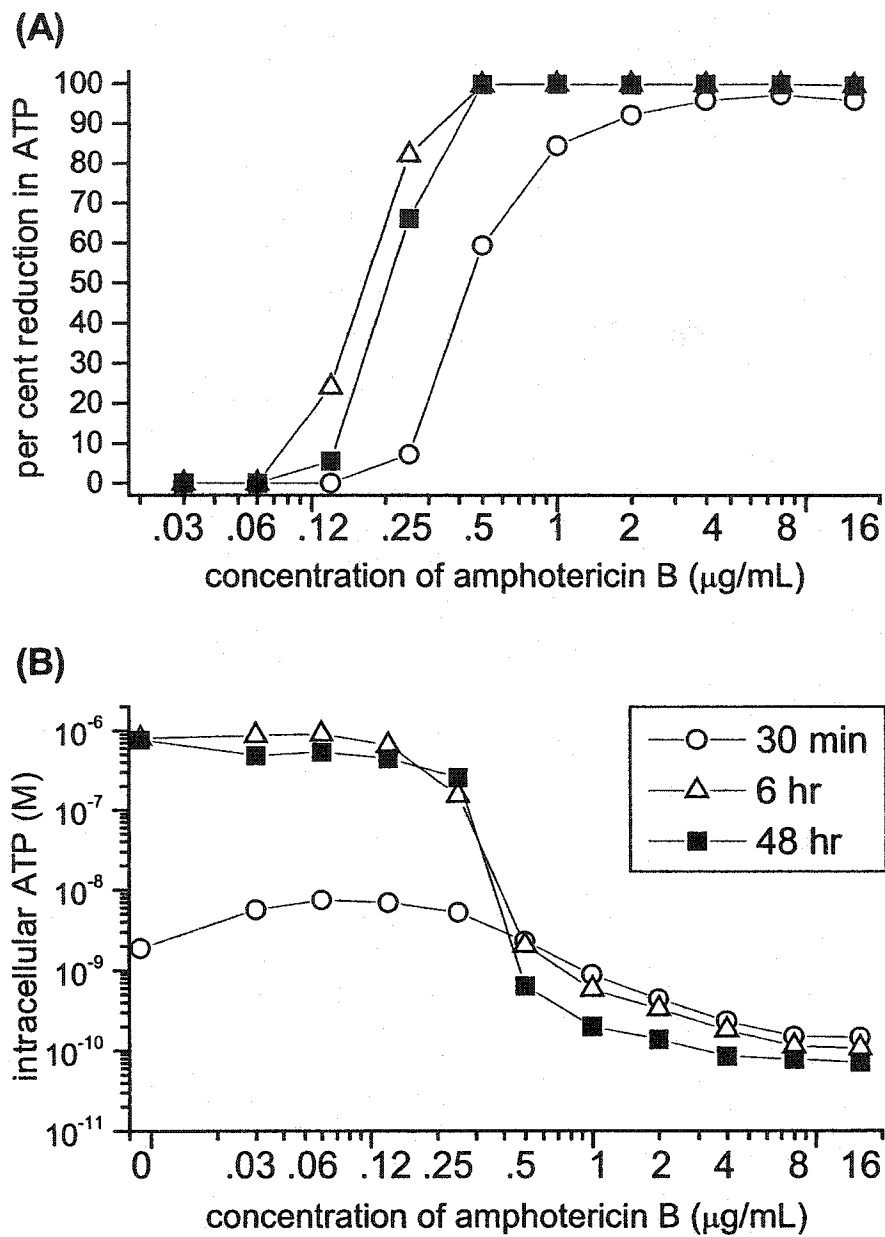 (A)
per cent reduction in ATP
100
90
80
70
60
50
40
30
20
10
0
.03 .06 .12 .25 .5 1 2 4 8 16
concentration of amphotericin B (μg/mL)
(B)
intracellular ATP (M)
10⁻⁶
10⁻⁷
10⁻⁸
10⁻⁹
10⁻¹⁰
10⁻¹¹
30 min
6 hr
48 hr
0 .03 .06 .12 .25 .5 1 2 4 8 16
concentration of amphotericin B (μg/mL)